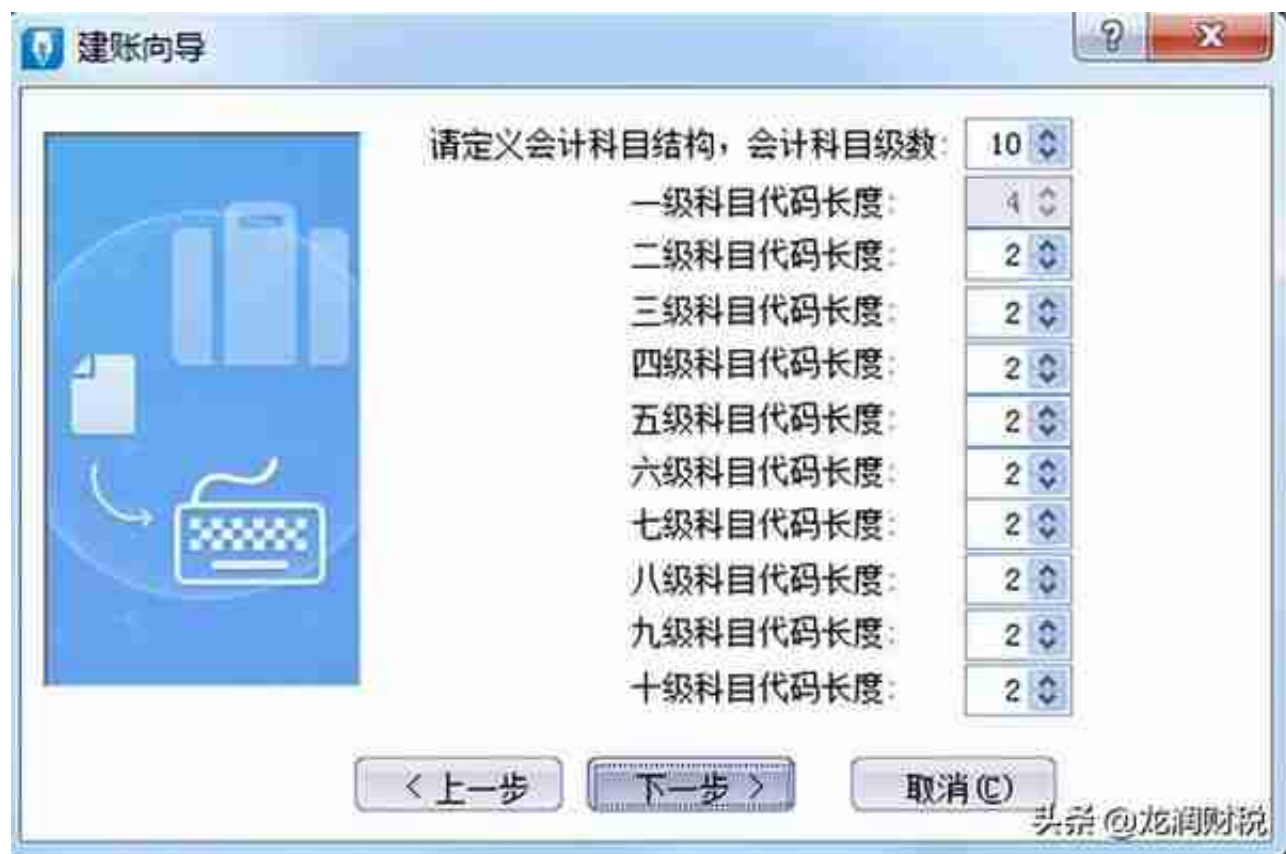 建账向导
请定义会计科目结构，会计科目级数: 10
一级科目代码长度: 4
二级科目代码长度: 2
三级科目代码长度: 2
四级科目代码长度: 2
五级科目代码长度: 2
六级科目代码长度: 2
七级科目代码长度: 2
八级科目代码长度: 2
九级科目代码长度: 2
十级科目代码长度: 2
<上一步 下一步> 取消(C)
头条 @龙润财税